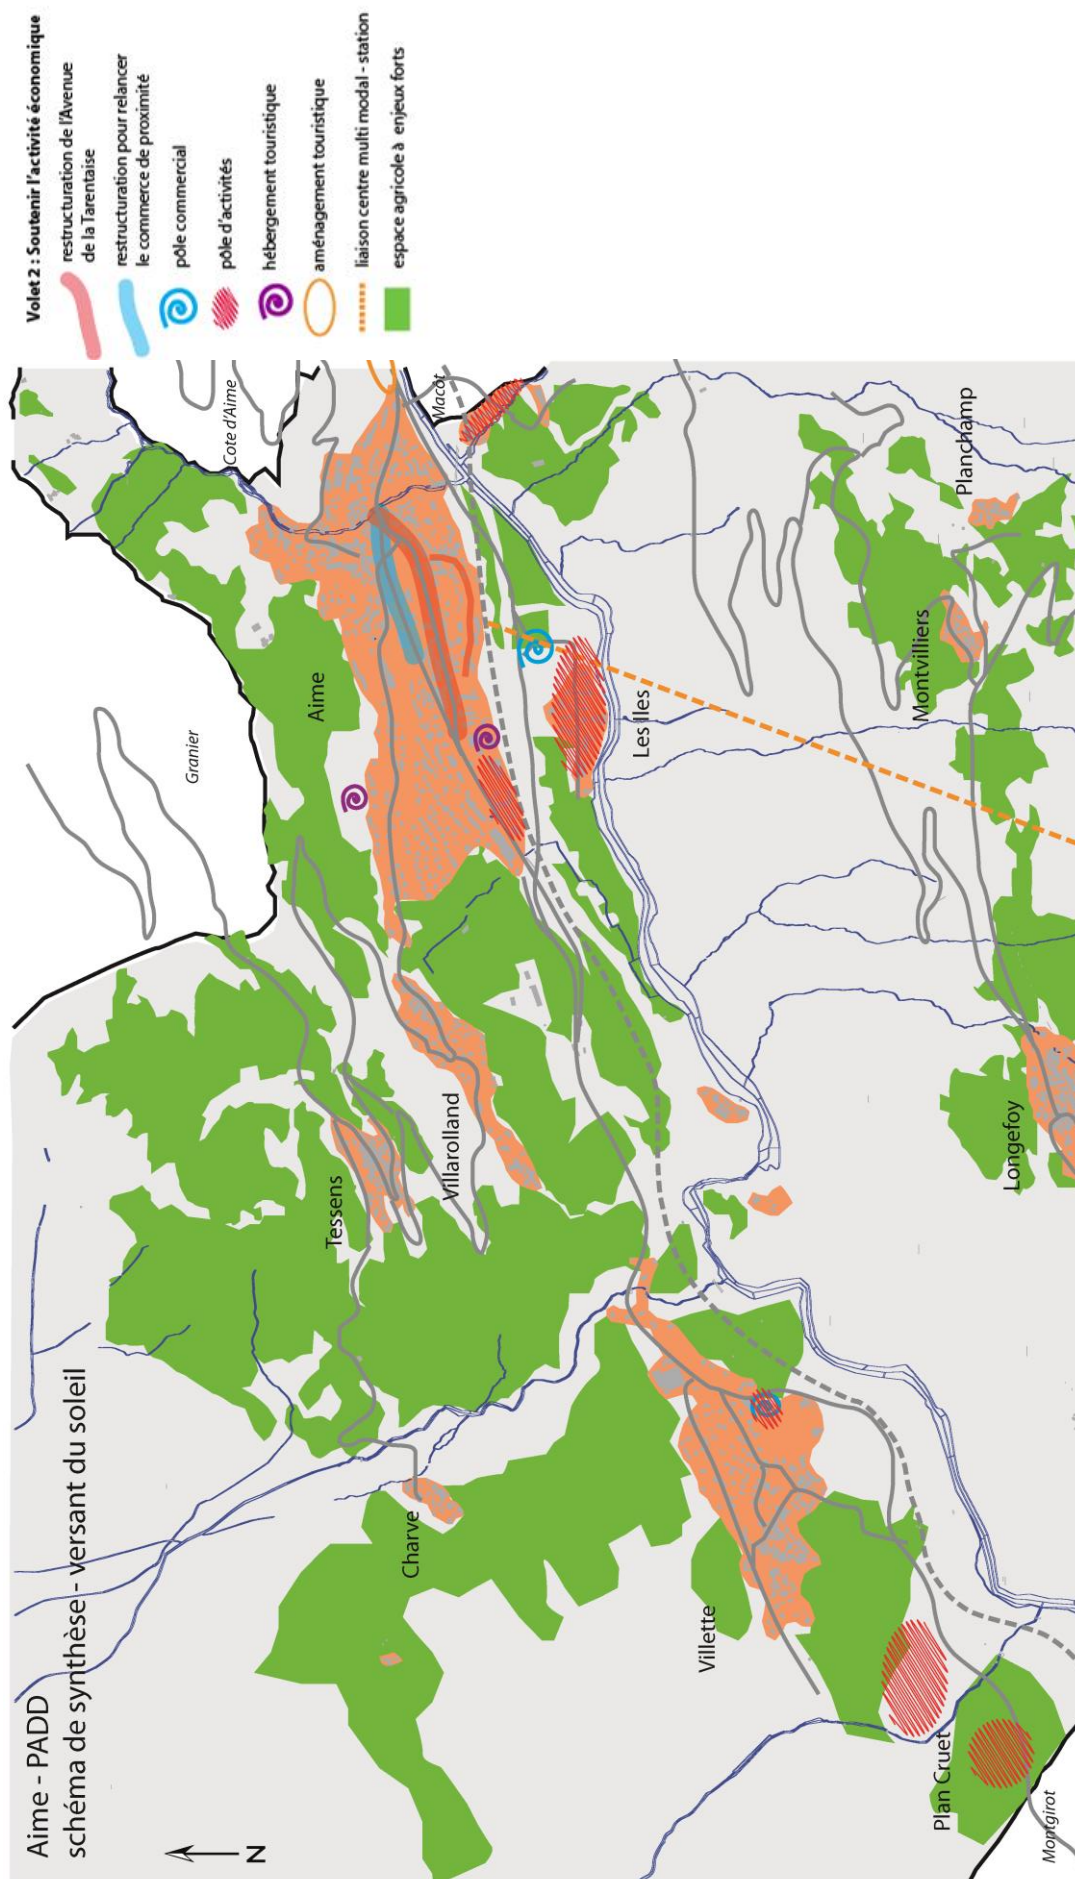 Aime - PADD
schéma de synthèse - versant du soleil
N
Volet 2 : Soutenir l'activité économique
restructuration de l'Avenue
de la Tarentaise
restructuration pour relancer
le commerce de proximité
pôle commercial
pôle d'activités
hébergement touristique
aménagement touristique
liaison centre multi modal - station
espace agricole à enjeux forts
Granier
Cote d'Aime
Aime
Macot
Tessens
Villarolland
Charve
Les Iles
Villette
Montvilliers
Planchamp
Longefoy
Plan Cruet
Montgirot